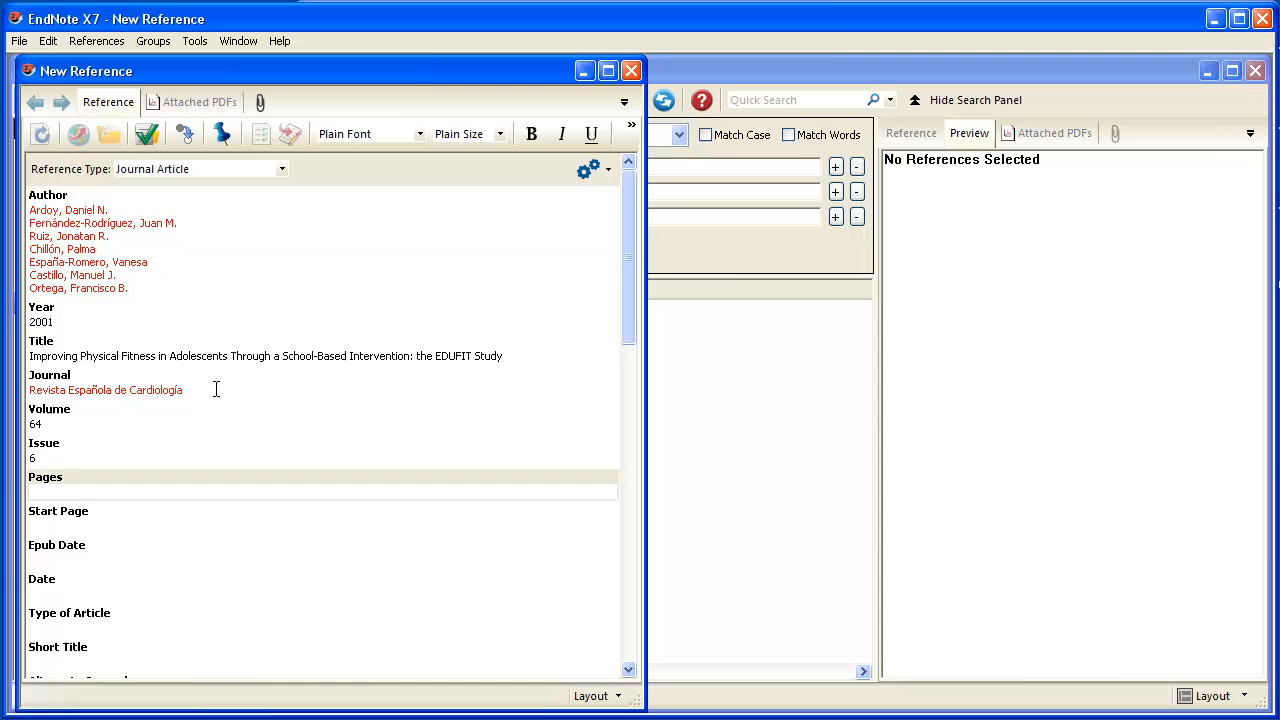 EndNote X7 - New Reference
File Edit References Groups Tools Window Help
New Reference
Reference Attached PDFs
Plain Font Plain Size B I U »
Reference Type: Journal Article
Author
Ardoy, Daniel N.
Fernández-Rodríguez, Juan M.
Ruiz, Jonatan R.
Chillón, Palma
España-Romero, Vanesa
Castillo, Manuel J.
Ortega, Francisco B.
Year
2001
Title
Improving Physical Fitness in Adolescents Through a School-Based Intervention: the EDUFIT Study
Journal
Revista Española de Cardiología
Volume
64
Issue
6
Pages
Start Page
Epub Date
Date
Type of Article
Short Title
Layout
Quick Search Hide Search Panel
Match Case Match Words
Reference Preview Attached PDFs
No References Selected
Layout